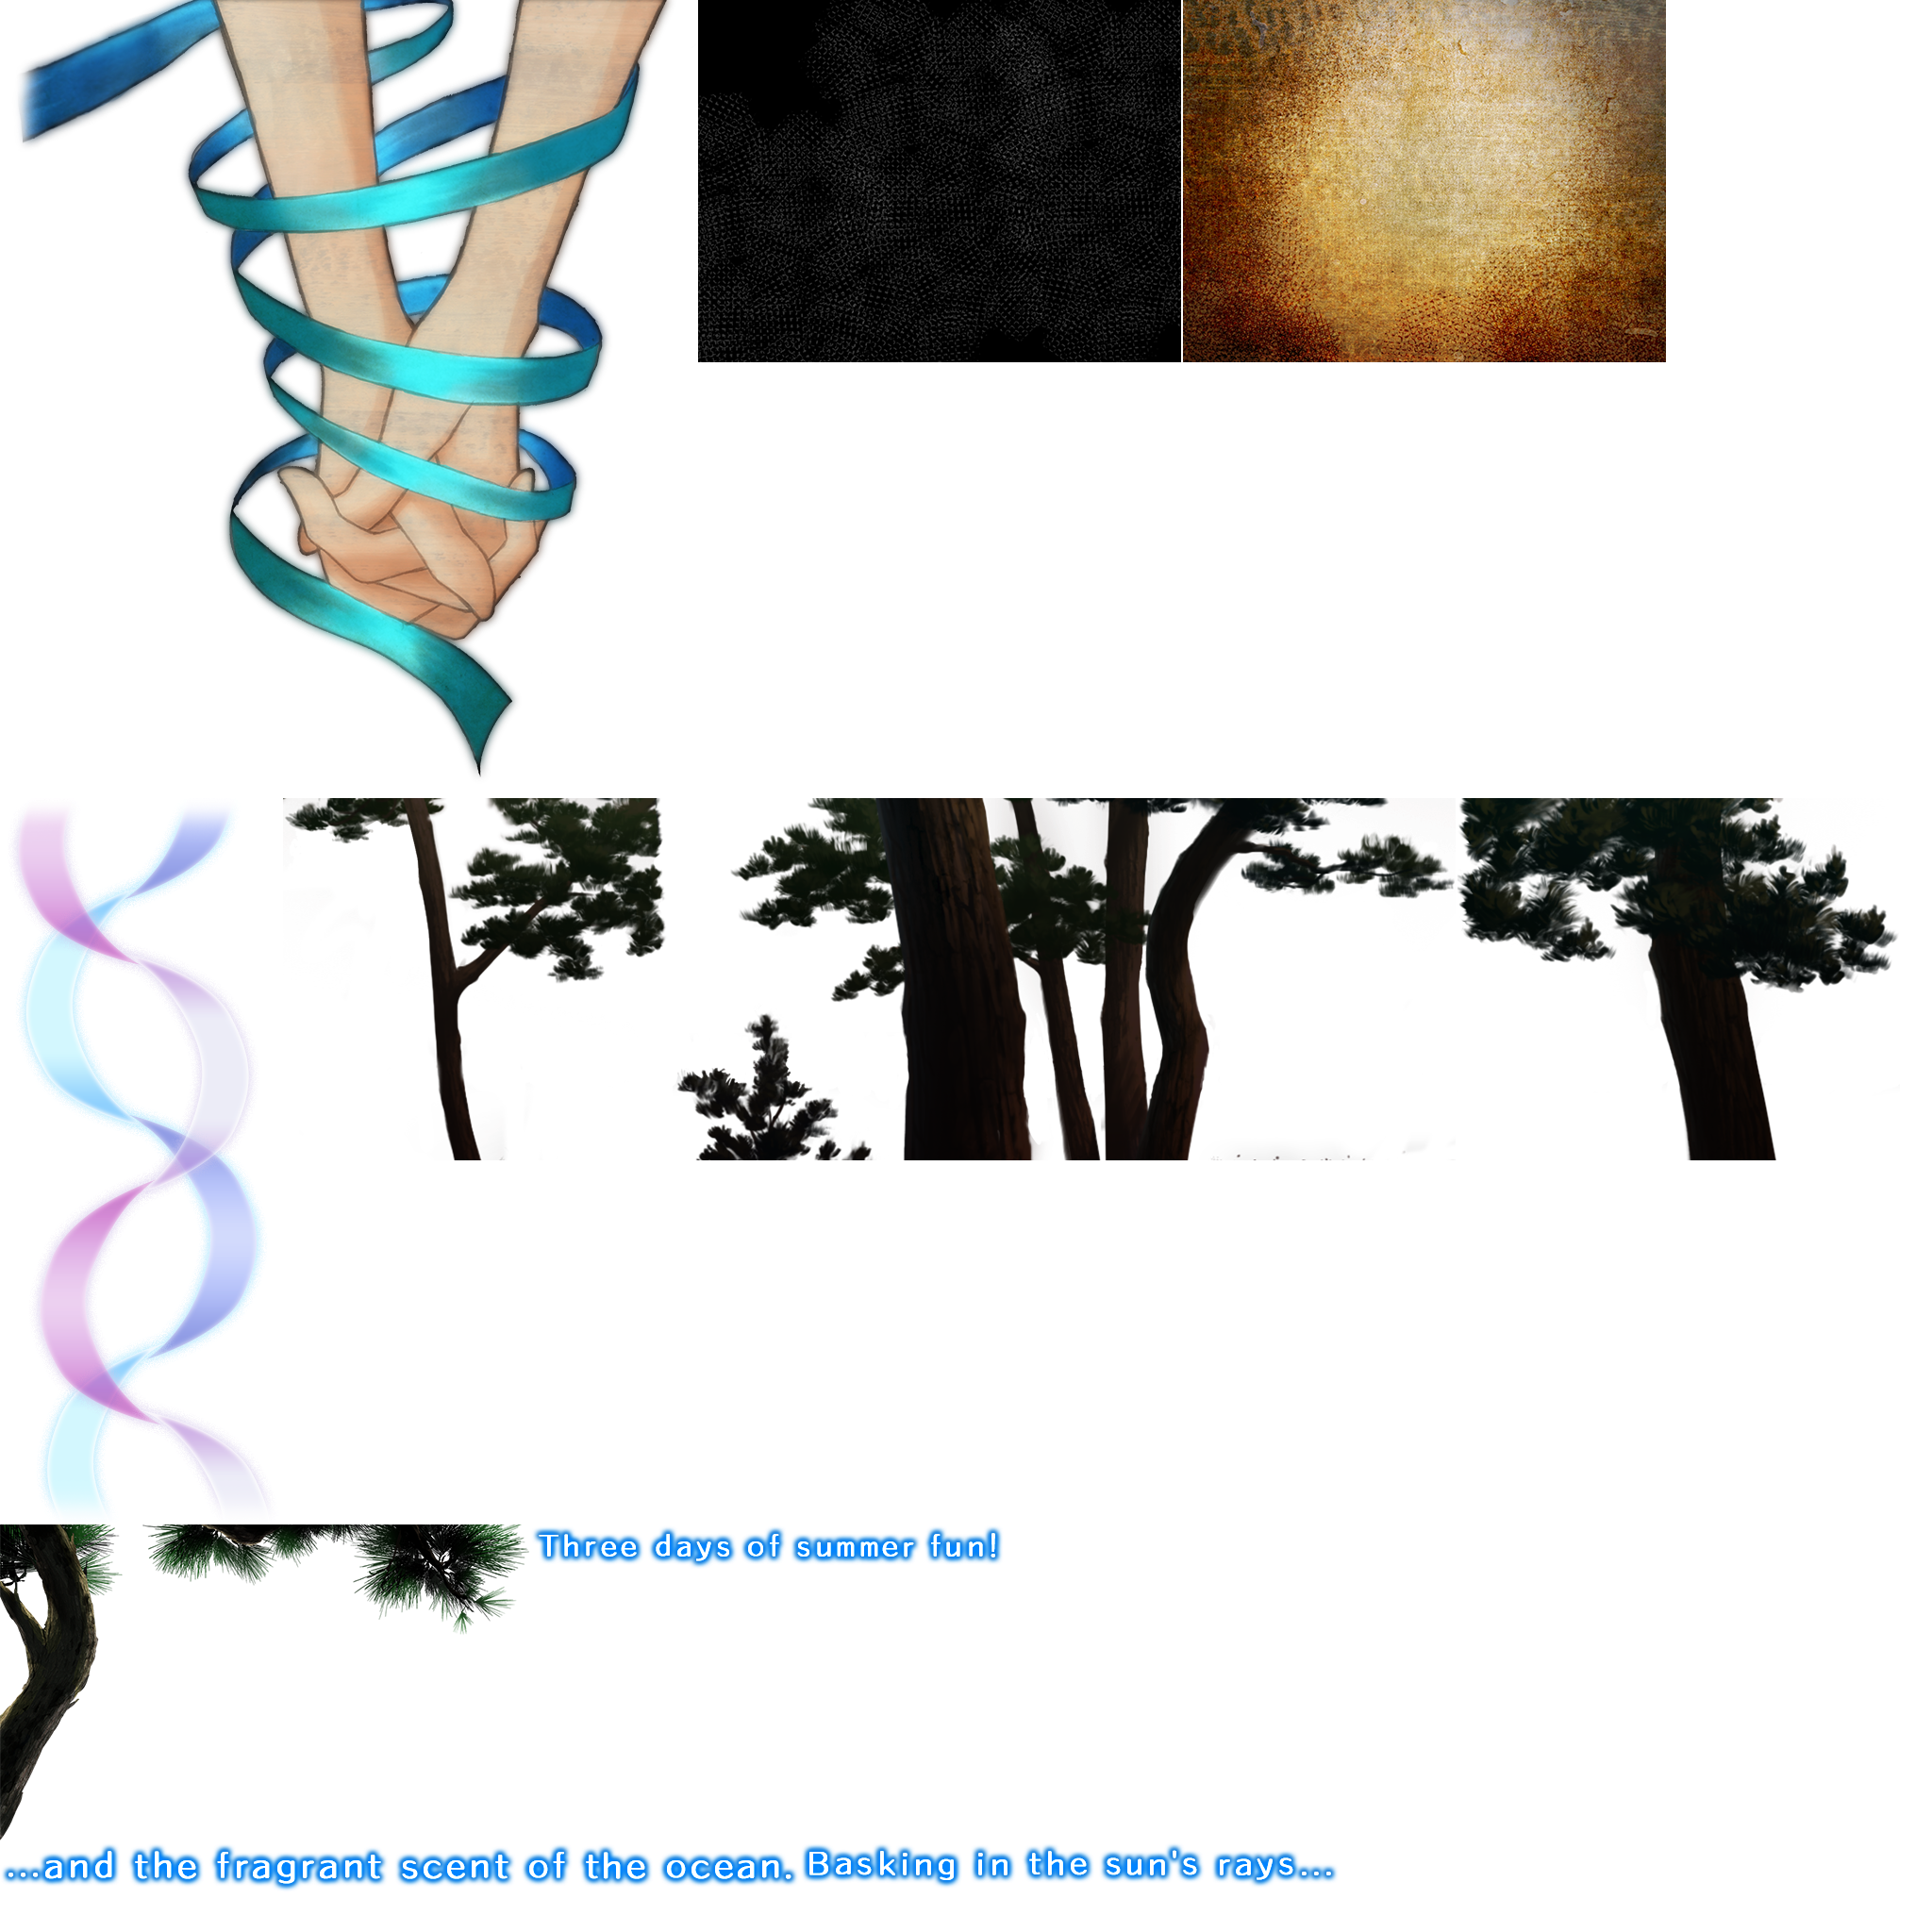 Three days of summer fun!
...and the fragrant scent of the ocean.
Basking in the sun's rays...